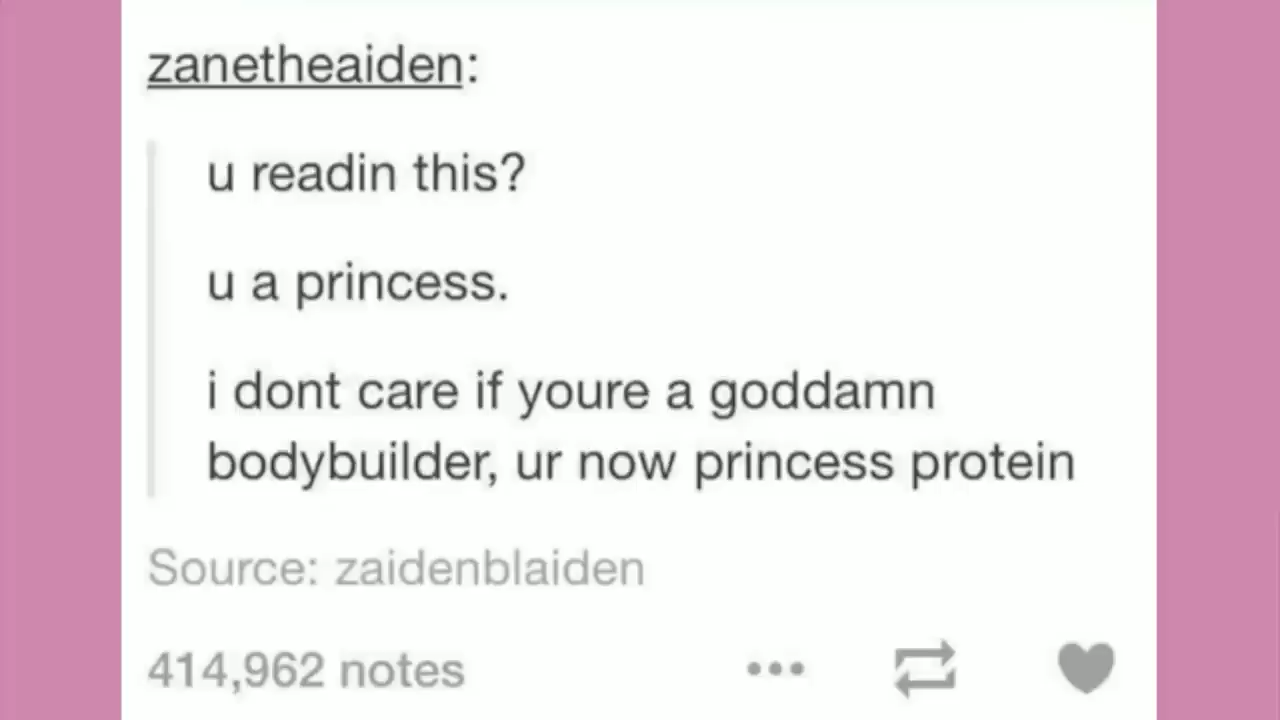 zanetheaiden:
u readin this?
u a princess.
i dont care if youre a goddamn
bodybuilder, ur now princess protein
Source: zaidenblaiden
414,962 notes